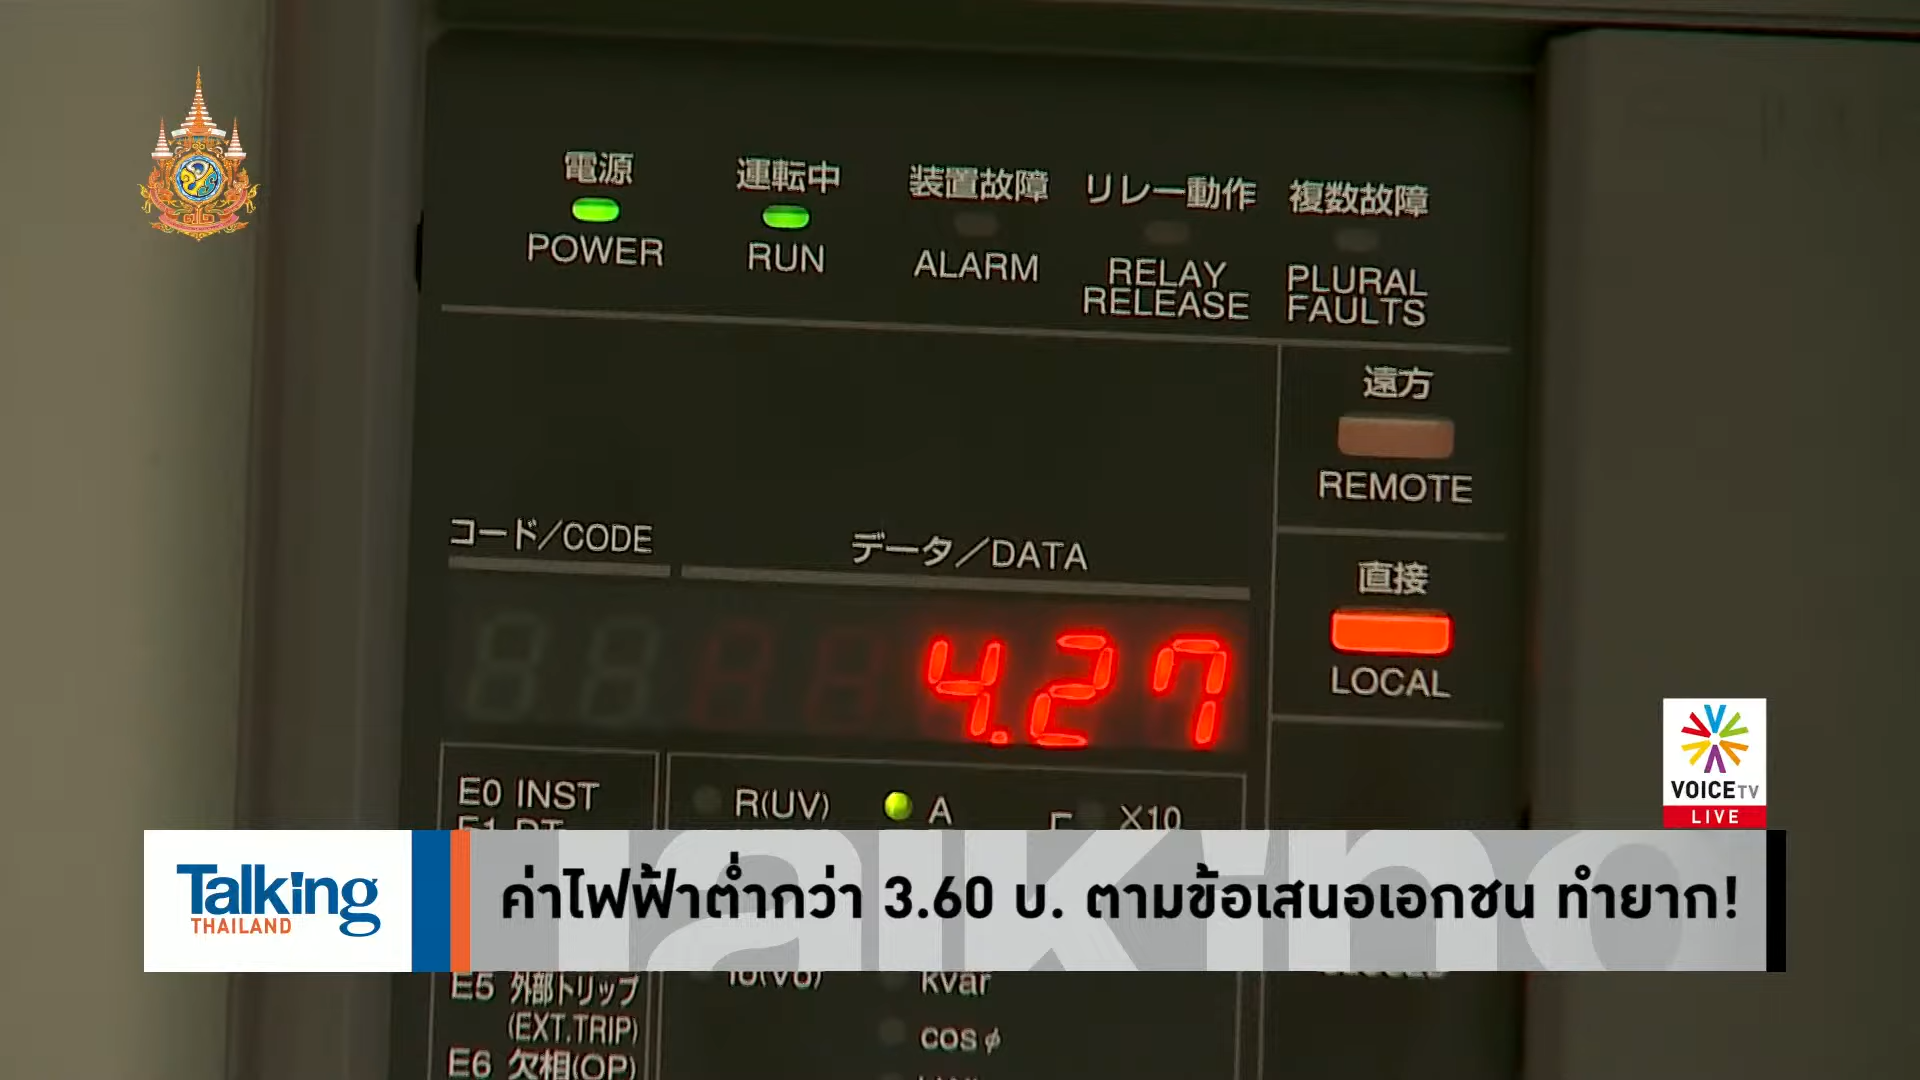 電源
運転中
装置故障
リレー動作
複数故障
POWER
RUN
ALARM
RELAY
RELEASE
PLURAL
FAULTS
遠方
REMOTE
コード/CODE
データ/DATA
直接
LOCAL
4.27
E0 INST
R(UV)
A
X10
VOICE TV
LIVE
Talking
THAILAND
ค่าไฟฟ้าต่ำกว่า 3.60 บ. ตามข้อเสนอเอกชน ทำยาก!
E5 外部トリップ
(EXT.TRIP)
E6 欠相(OP)
kvar
cos φ